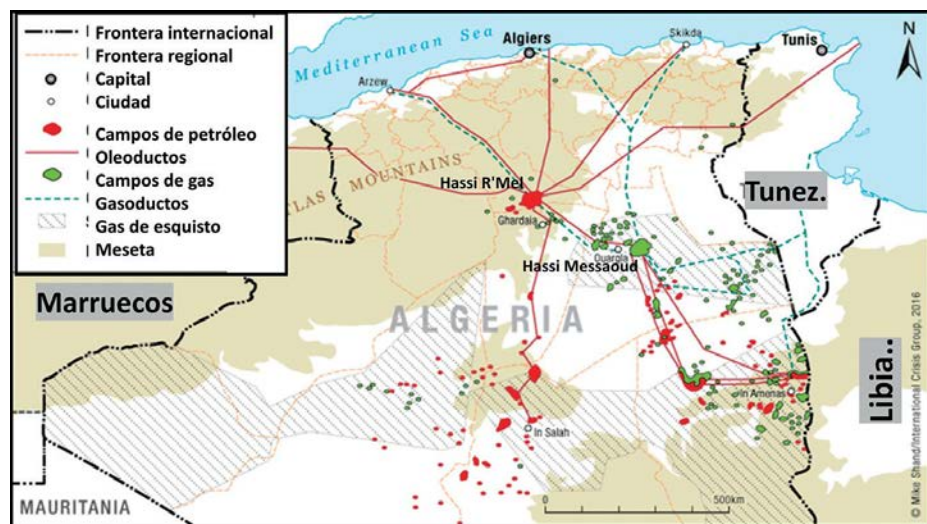 Frontera internacional
Frontera regional
Capital
Ciudad
Campos de petróleo
Oleoductos
Campos de gas
Gasoductos
Gas de esquisto
Meseta
Mediterranean Sea
Algiers
Skikda
Tunis
N
Arzew
ATLAS MOUNTAINS
Hassi R'Mel
Ghardaia
Tunez.
Ouargla
Hassi Messaoud
Marruecos
ALGERIA
Libia..
In Amenas
In Salah
MAURITANIA
0 500km
© Mike Shand/International Crisis Group, 2016